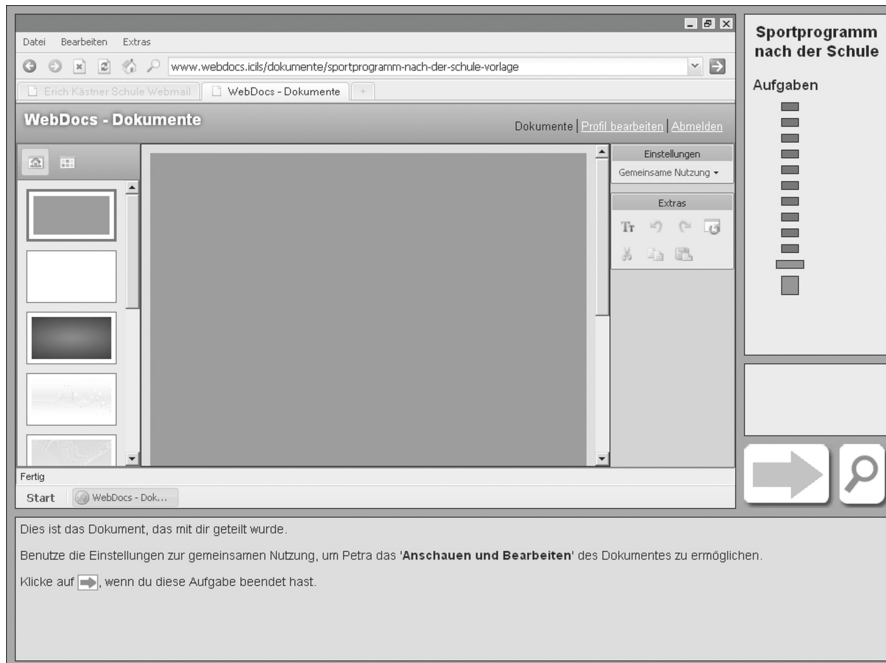 Datei Bearbeiten Extras
www.webdocs.icils/dokumente/sportprogramm-nach-der-schule-vorlage
Erich Kästner Schule Webmail WebDocs - Dokumente +
WebDocs - Dokumente
Dokumente | Profil bearbeiten | Abmelden
Einstellungen
Gemeinsame Nutzung
Extras
TT
Fertig
Start WebDocs - Dok...
Sportprogramm
nach der Schule
Aufgaben
Dies ist das Dokument, das mit dir geteilt wurde.
Benutze die Einstellungen zur gemeinsamen Nutzung, um Petra das 'Anschauen und Bearbeiten' des Dokumentes zu ermöglichen.
Klicke auf , wenn du diese Aufgabe beendet hast.